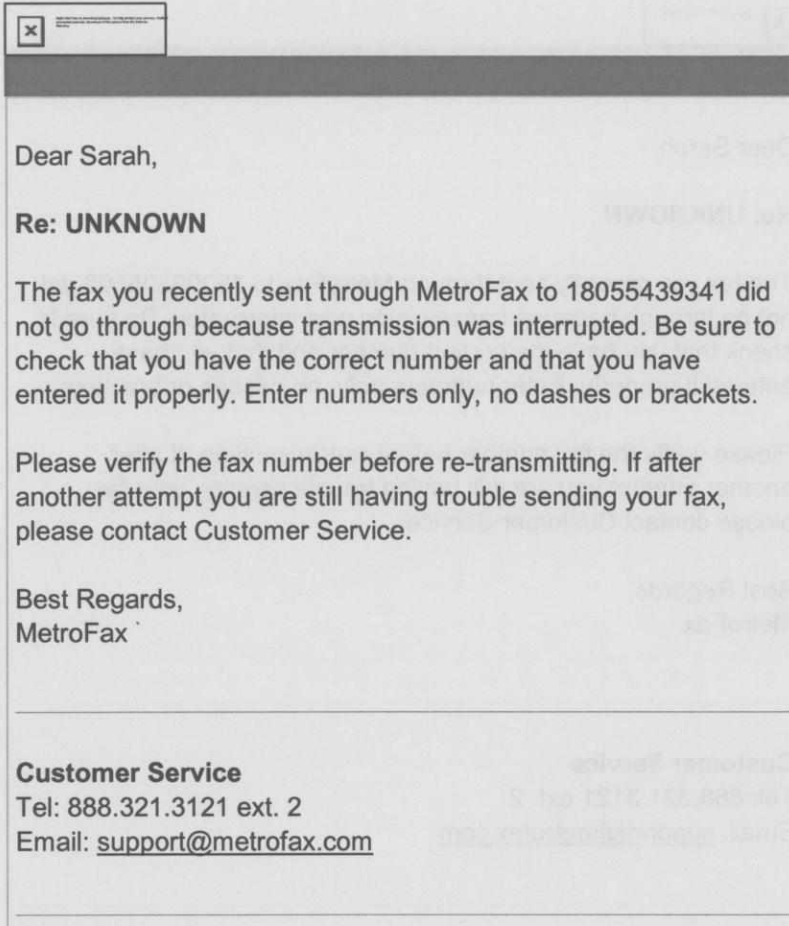 Dear Sarah,
Re: UNKNOWN
The fax you recently sent through MetroFax to 18055439341 did
not go through because transmission was interrupted. Be sure to
check that you have the correct number and that you have
entered it properly. Enter numbers only, no dashes or brackets.
Please verify the fax number before re-transmitting. If after
another attempt you are still having trouble sending your fax,
please contact Customer Service.
Best Regards,
MetroFax
Customer Service
Tel: 888.321.3121 ext. 2
Email: support@metrofax.com